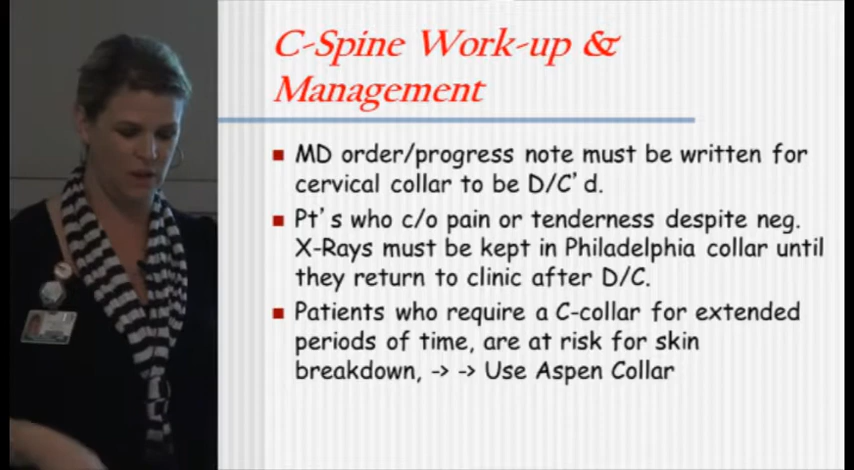 C-Spine Work-up &
Management
MD order/progress note must be written for
cervical collar to be D/C'd.
Pt's who c/o pain or tenderness despite neg.
X-Rays must be kept in Philadelphia collar until
they return to clinic after D/C.
Patients who require a C-collar for extended
periods of time, are at risk for skin
breakdown, -> -> Use Aspen Collar